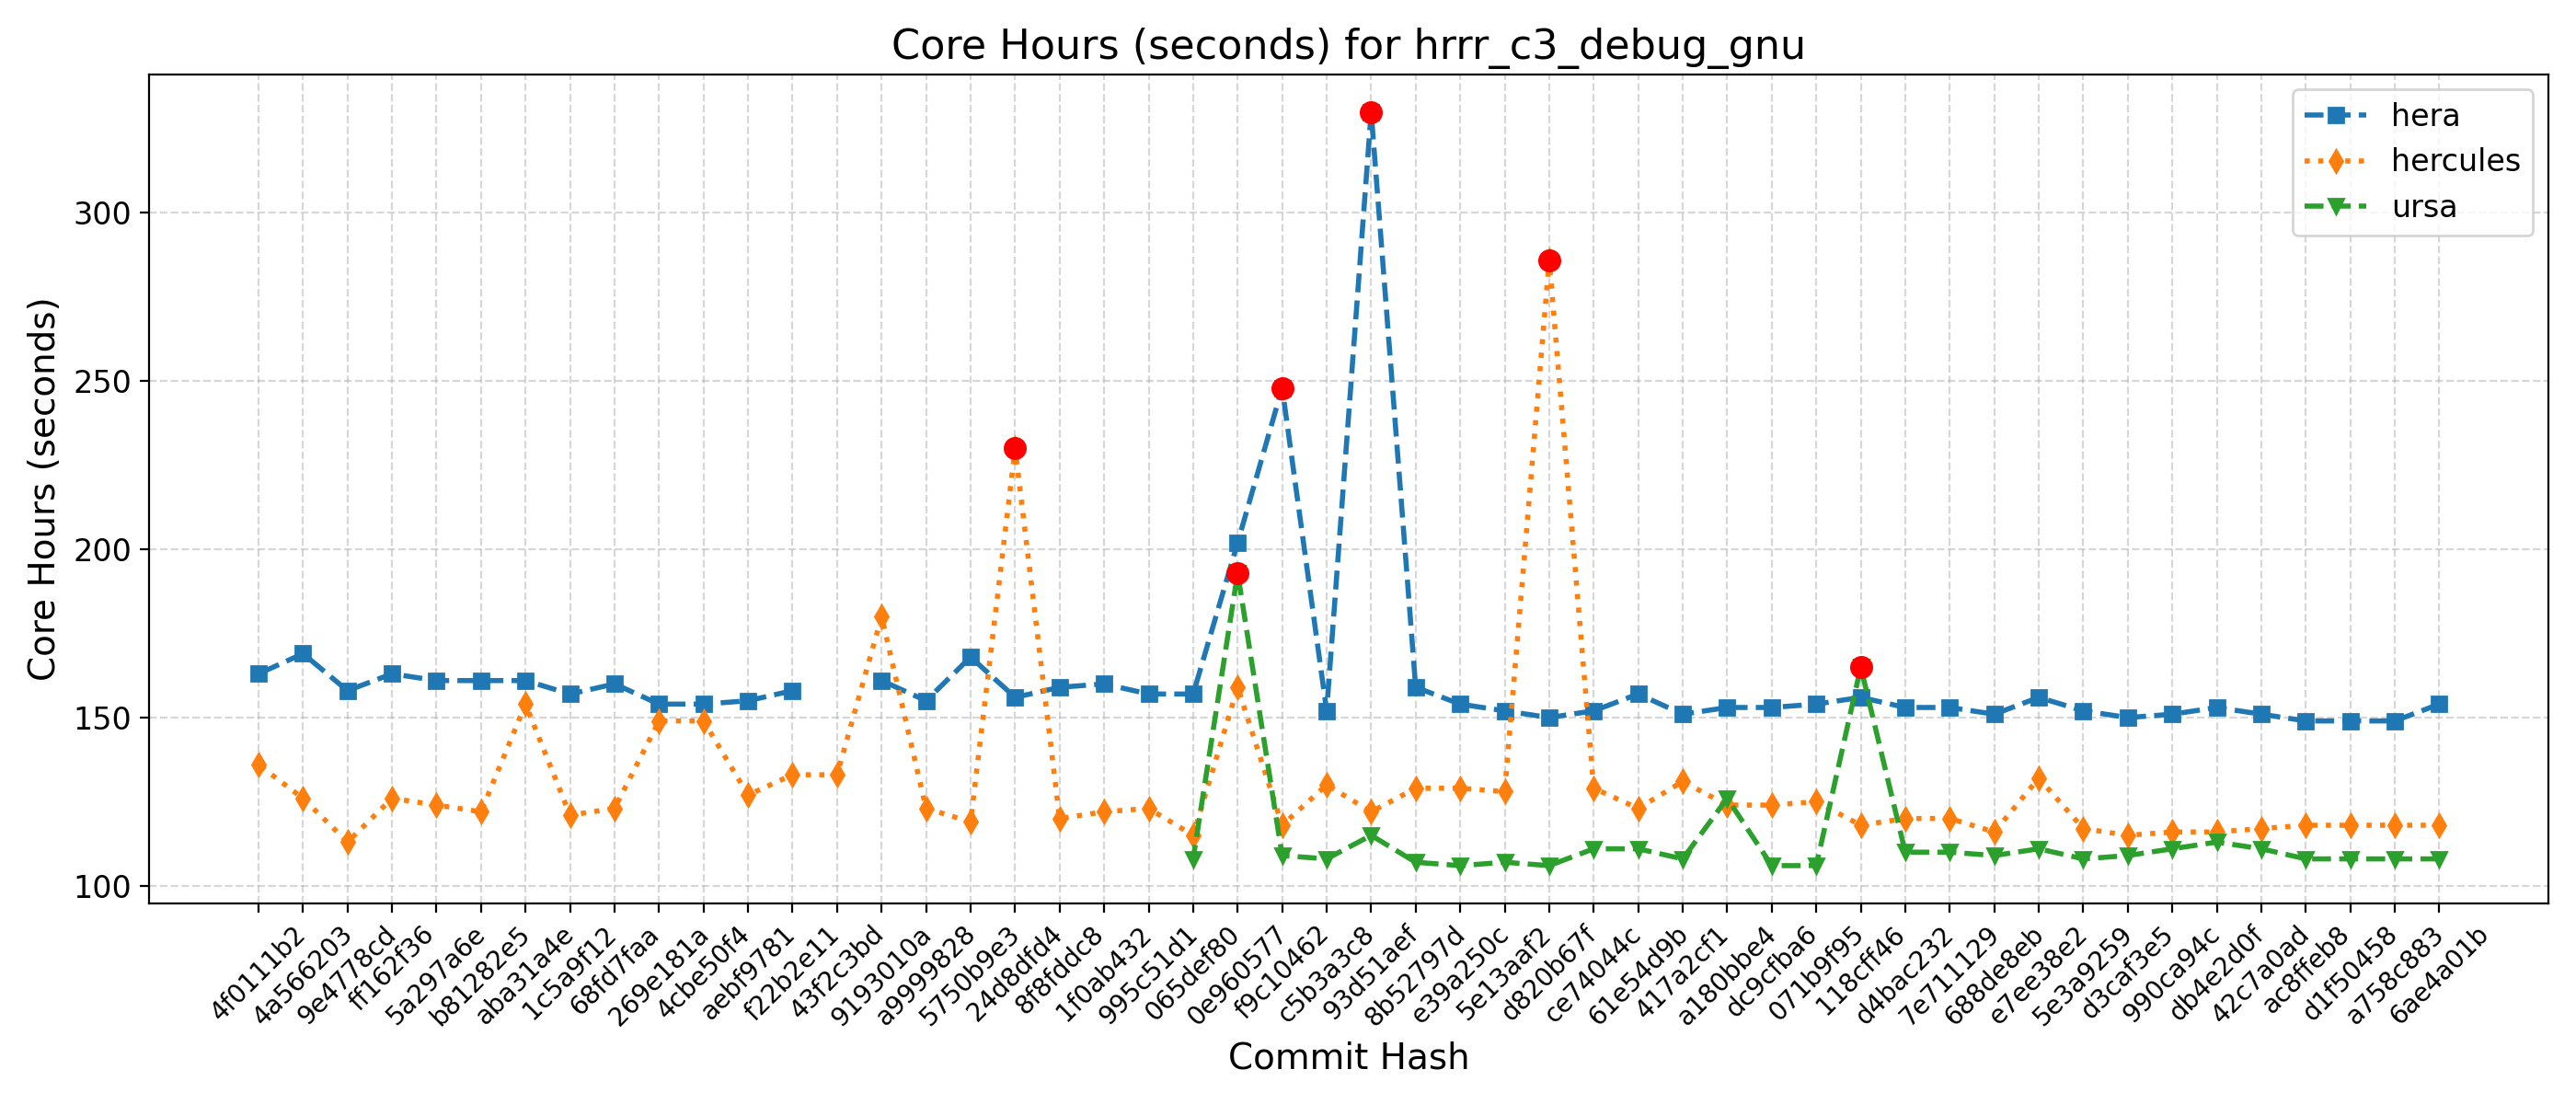 Core Hours (seconds) for hrrr_c3_debug_gnu
hera
hercules
ursa
Core Hours (seconds)
300
250
200
150
100
4f0111b2
4a566203
9e4778cd
ff162f36
5a297a6e
b81282e5
aba31a4e
1c5a9f12
68fd7faa
269e181a
4cbe50f4
aebf9781
f22b2e11
43f2c3bd
9193010a
a9999828
5750b9e3
24d8dfd4
8f8fddc8
1f0ab432
995c51d1
065def80
0e960577
f9c10462
c5b3a3c8
93d51aef
8b52797d
e39a250c
5e13aaf2
d820b67f
ce74044c
61e54d9b
417a2cf1
a180bbe4
dc9cfba6
071b9f95
118cff46
d4bac232
7e711129
688de8eb
e7ee38e2
5e3a9259
d3caf3e5
990ca94c
db4e2d0f
42c7a0ad
ac8ffeb8
d1f50458
a758c883
6ae4a01b
Commit Hash